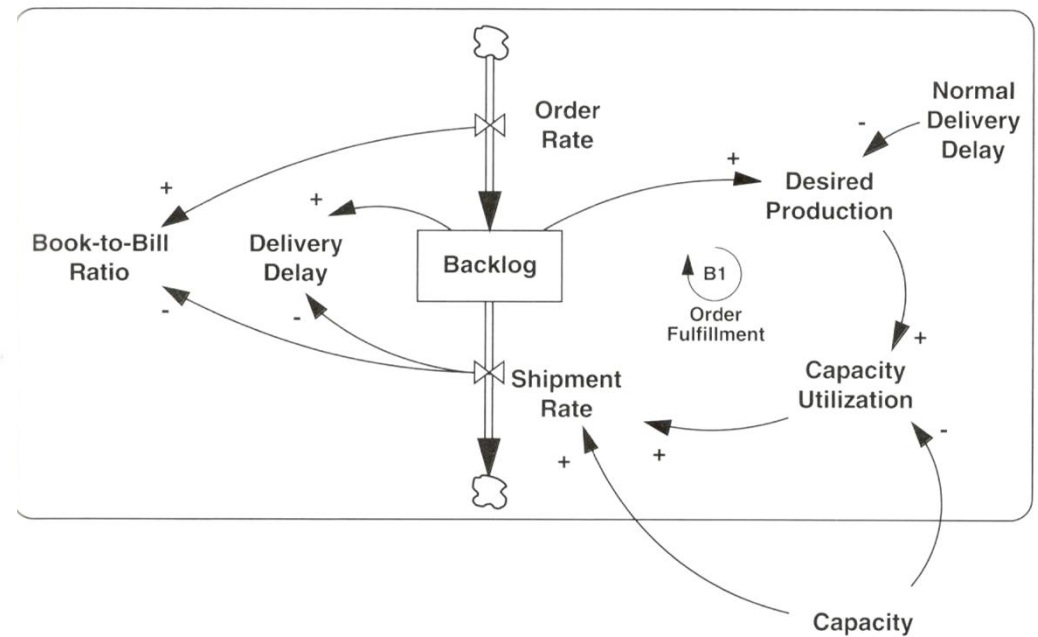 Order
Rate
Normal
Delivery
Delay
-
+
Desired
Production
+
+
Book-to-Bill
Ratio
Delivery
Delay
Backlog
B1
Order
Fulfillment
-
-
+
Capacity
Utilization
Shipment
Rate
+
+
-
Capacity